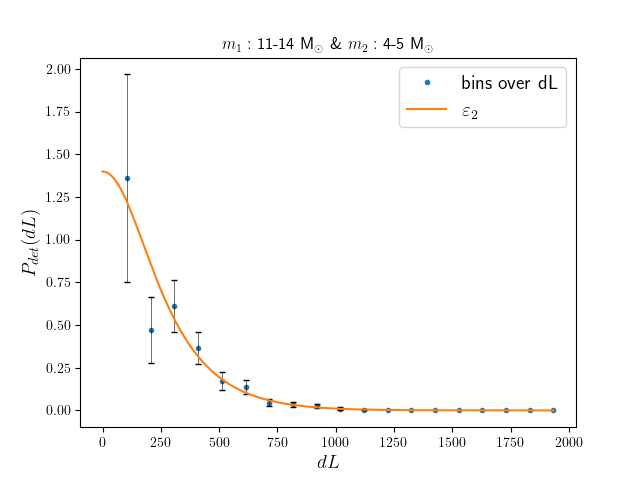 m₁ : 11-14 M⊙ & m₂ : 4-5 M⊙
bins over dL
ε₂
P_det(dL)
2.00
1.75
1.50
1.25
1.00
0.75
0.50
0.25
0.00
0 250 500 750 1000 1250 1500 1750 2000
dL